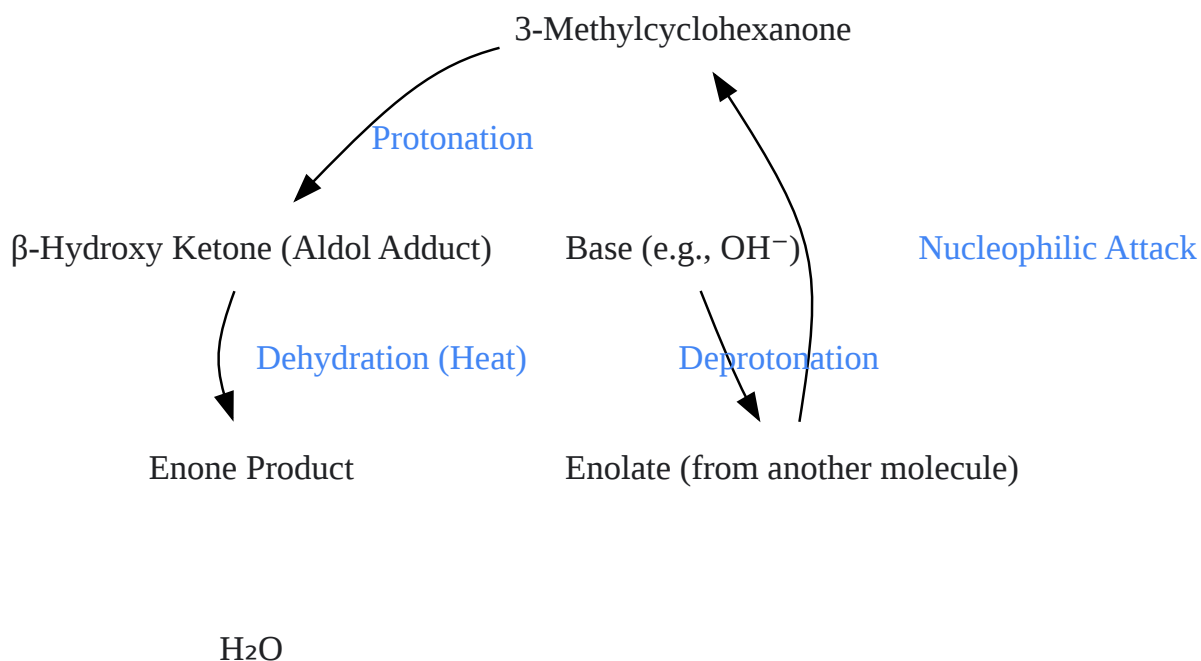 3-Methylcyclohexanone
Protonation
β-Hydroxy Ketone (Aldol Adduct)
Base (e.g., OH⁻)
Nucleophilic Attack
Dehydration (Heat)
Deprotonation
Enone Product
Enolate (from another molecule)
H₂O